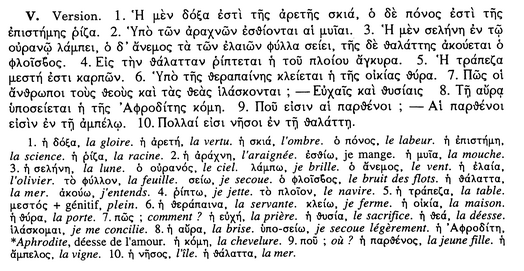 V. Version. 1. Ἡ μὲν δόξα ἐστὶ τῆς ἀρετῆς σκιά, ὁ δὲ πόνος ἐστὶ τῆς
ἐπιστήμης ῥίζα. 2. Ὑπὸ τῶν ἀραχνῶν ἐσθίονται αἱ μυῖαι. 3. Ἡ μὲν σελήνη ἐν τῷ
οὐρανῷ λάμπει, ὁ δ' ἄνεμος τὰ τῶν ἐλαιῶν φύλλα σείει, τῆς δὲ θαλάττης ἀκούεται ὁ
φλοῖσβος. 4. Εἰς τὴν θάλατταν ῥίπτεται ἡ τοῦ πλοίου ἄγκυρα. 5. Ἡ τράπεζα
μεστή ἐστι καρπῶν. 6. Ὑπὸ τῆς θεραπαίνης κλείεται ἡ τῆς οἰκίας θύρα. 7. Πῶς οἱ
ἄνθρωποι τοὺς θεοὺς καὶ τὰς θεὰς ἱλάσκονται ; — Εὐχαῖς καὶ θυσίαις 8. Τῇ αὔρᾳ
ὑποσείεται ἡ τῆς Ἀφροδίτης κόμη. 9. Ποῦ εἰσιν αἱ παρθένοι ; — Αἱ παρθένοι
εἰσὶν ἐν τῇ ἀμπέλῳ. 10. Πολλαί εἰσι νῆσοι ἐν τῇ θαλάττῃ.
1. ἡ δόξα, la gloire. ἡ ἀρετή, la vertu. ἡ σκιά, l'ombre. ὁ πόνος, le labeur. ἡ ἐπιστήμη,
la science. ἡ ῥίζα, la racine. 2. ἡ ἀράχνη, l'araignée. ἐσθίω, je mange. ἡ μυῖα, la mouche.
3. ἡ σελήνη, la lune. ὁ οὐρανός, le ciel. λάμπω, je brille. ὁ ἄνεμος, le vent. ἡ ἐλαία,
l'olivier. τὸ φύλλον, la feuille. σείω, je secoue. ὁ φλοῖσβος, le bruit des flots. ἡ θάλαττα,
la mer. ἀκούω, j'entends. 4. ῥίπτω, je jette. τὸ πλοῖον, le navire. 5. ἡ τράπεζα, la table.
μεστός + génitif, plein. 6. ἡ θεράπαινα, la servante. κλείω, je ferme. ἡ οἰκία, la maison.
ἡ θύρα, la porte. 7. πῶς ; comment ? ἡ εὐχή, la prière. ἡ θυσία, le sacrifice. ἡ θεά, la déesse.
ἱλάσκομαι, je me concilie. 8. ἡ αὔρα, la brise. ὑπο-σείω, je secoue légèrement. ἡ Ἀφροδίτη,
*Aphrodite, déesse de l'amour. ἡ κόμη, la chevelure. 9. ποῦ ; où ? ἡ παρθένος, la jeune fille. ἡ
ἄμπελος, la vigne. 10. ἡ νῆσος, l'île. ἡ θάλαττα, la mer.